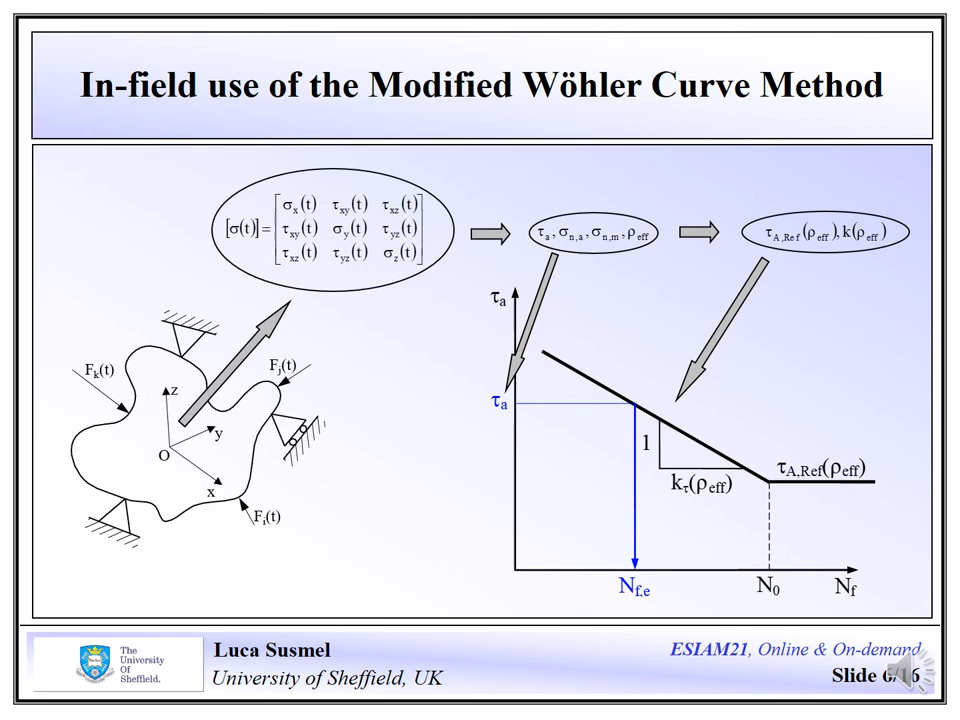 In-field use of the Modified Wöhler Curve Method
[σ(t)] = [σx(t) τxy(t) τxz(t)
τxy(t) σy(t) τyz(t)
τxz(t) τyz(t) σz(t)]
τa, σn,a, σn,m, ρeff
τA,Ref(ρeff), k(ρeff)
τa
Fk(t)
Fj(t)
z
y
O
x
Fi(t)
τa
1
kτ(ρeff)
τA,Ref(ρeff)
Nf,e
N0
Nf
The
University
Of
Sheffield.
Luca Susmel
University of Sheffield, UK
ESIAM21, Online & On-demand
Slide 6/16